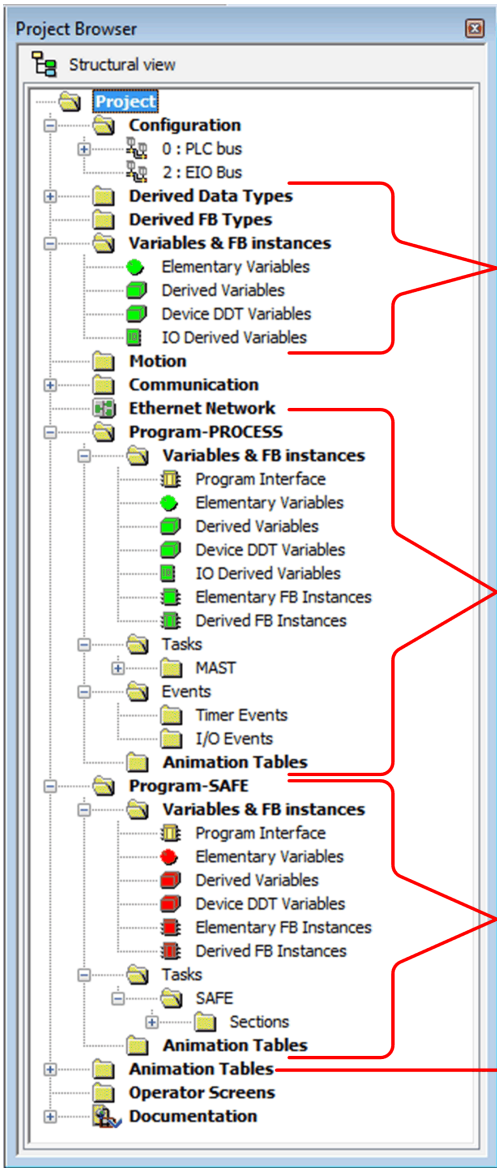 Project Browser
Structural view
Project
Configuration
0 : PLC bus
2 : EIO Bus
Derived Data Types
Derived FB Types
Variables & FB instances
Elementary Variables
Derived Variables
Device DDT Variables
IO Derived Variables
Motion
Communication
Ethernet Network
Program-PROCESS
Variables & FB instances
Program Interface
Elementary Variables
Derived Variables
Device DDT Variables
IO Derived Variables
Elementary FB Instances
Derived FB Instances
Tasks
MAST
Events
Timer Events
I/O Events
Animation Tables
Program-SAFE
Variables & FB instances
Program Interface
Elementary Variables
Derived Variables
Device DDT Variables
Elementary FB Instances
Derived FB Instances
Tasks
SAFE
Sections
Animation Tables
Animation Tables
Operator Screens
Documentation